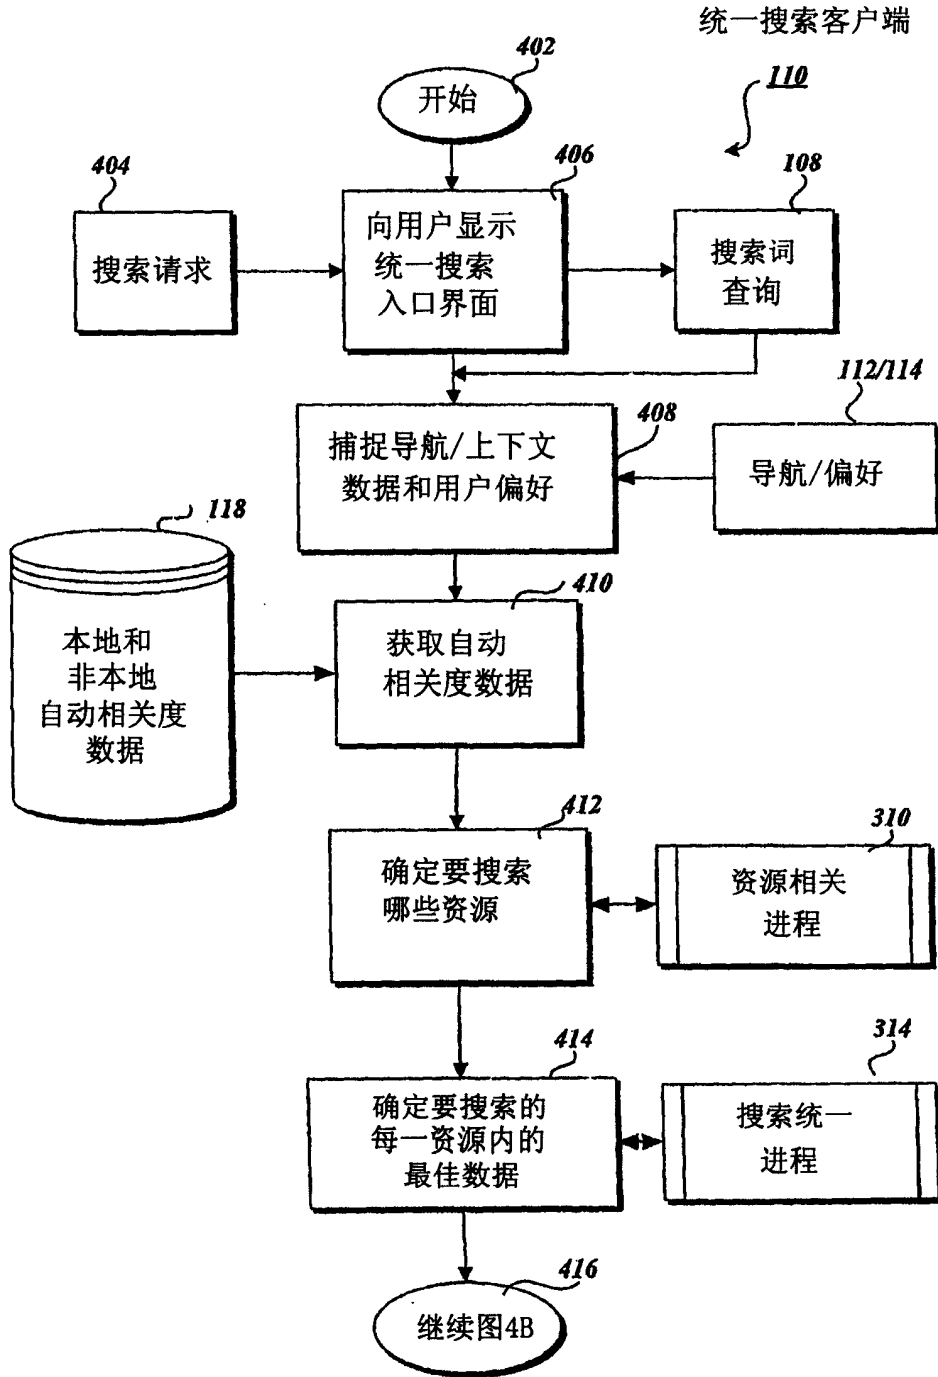 统一搜索客户端
110
402
开始
404
搜索请求
406
向用户显示
统一搜索
入口界面
108
搜索词
查询
112/114
导航/偏好
408
捕捉导航/上下文
数据和用户偏好
118
本地和
非本地
自动相关度
数据
410
获取自动
相关度数据
412
确定要搜索
哪些资源
310
资源相关
进程
414
确定要搜索的
每一资源内的
最佳数据
314
搜索统一
进程
416
继续图4B